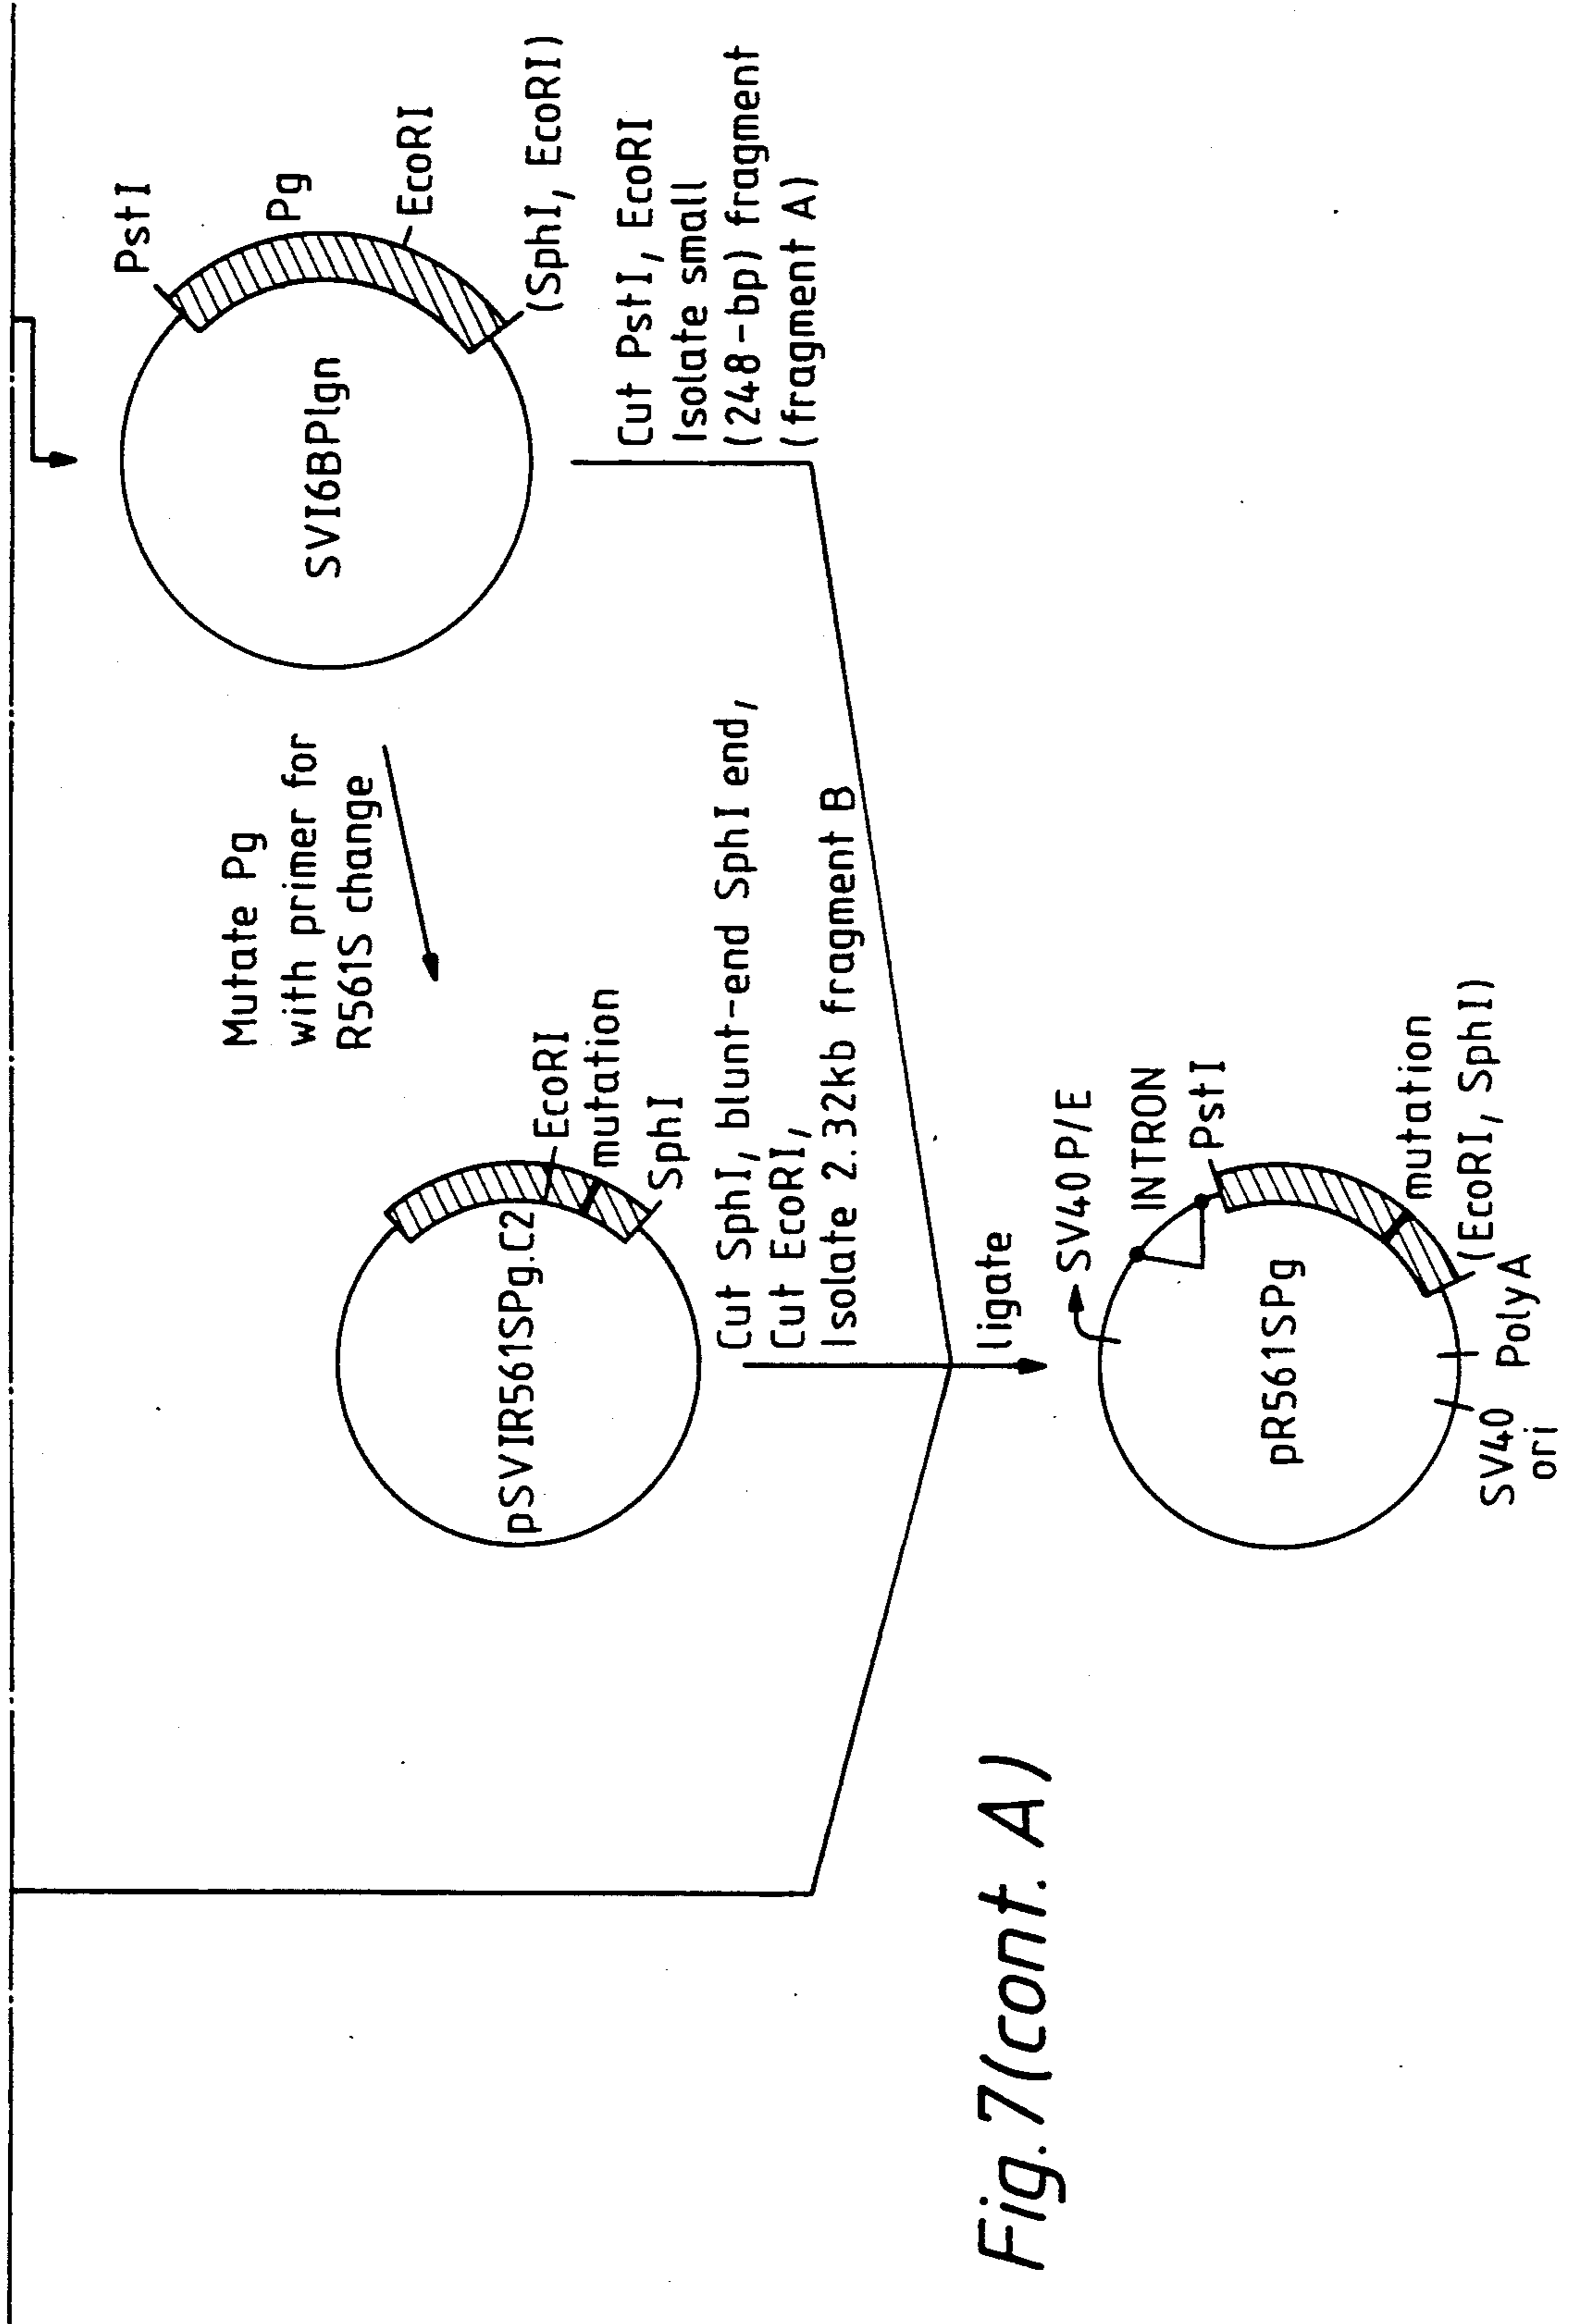 PstI
Pg
EcoRI
(SphI, EcoRI)
SVI6BPlgn
Cut PstI, EcoRI
Isolate small
(248-bp) fragment
(fragment A)
Mutate Pg
with primer for
R561S change
EcoRI
mutation
SphI
pSVIR561SPg.C2
Cut SphI, blunt-end SphI end,
Cut EcoRI,
Isolate 2.32kb fragment B
ligate
SV40P/E
INTRON
PstI
mutation
(EcoRI, SphI)
PolyA
SV40
ori
pR561SPg
Fig.7(cont. A)